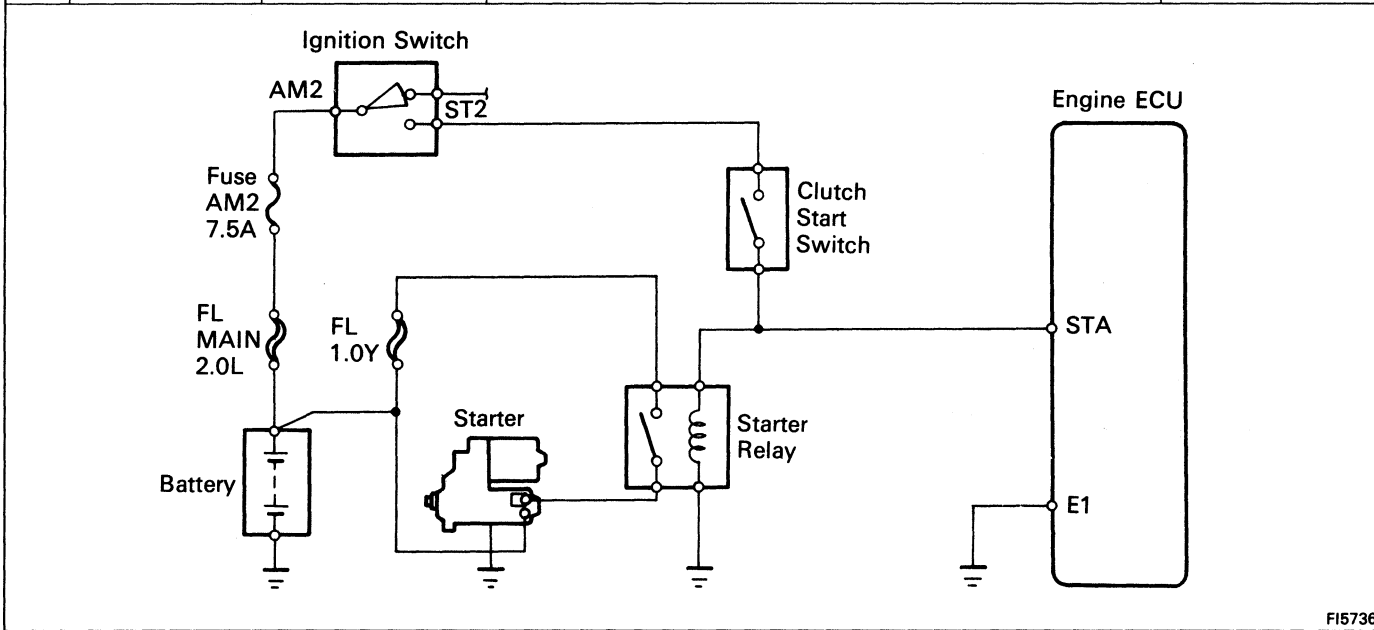 Ignition Switch
AM2
ST2
Engine ECU
Fuse
AM2
7.5A
Clutch
Start
Switch
FL
MAIN
2.0L
FL
1.0Y
STA
Starter
Starter
Relay
Battery
E1
FI5736